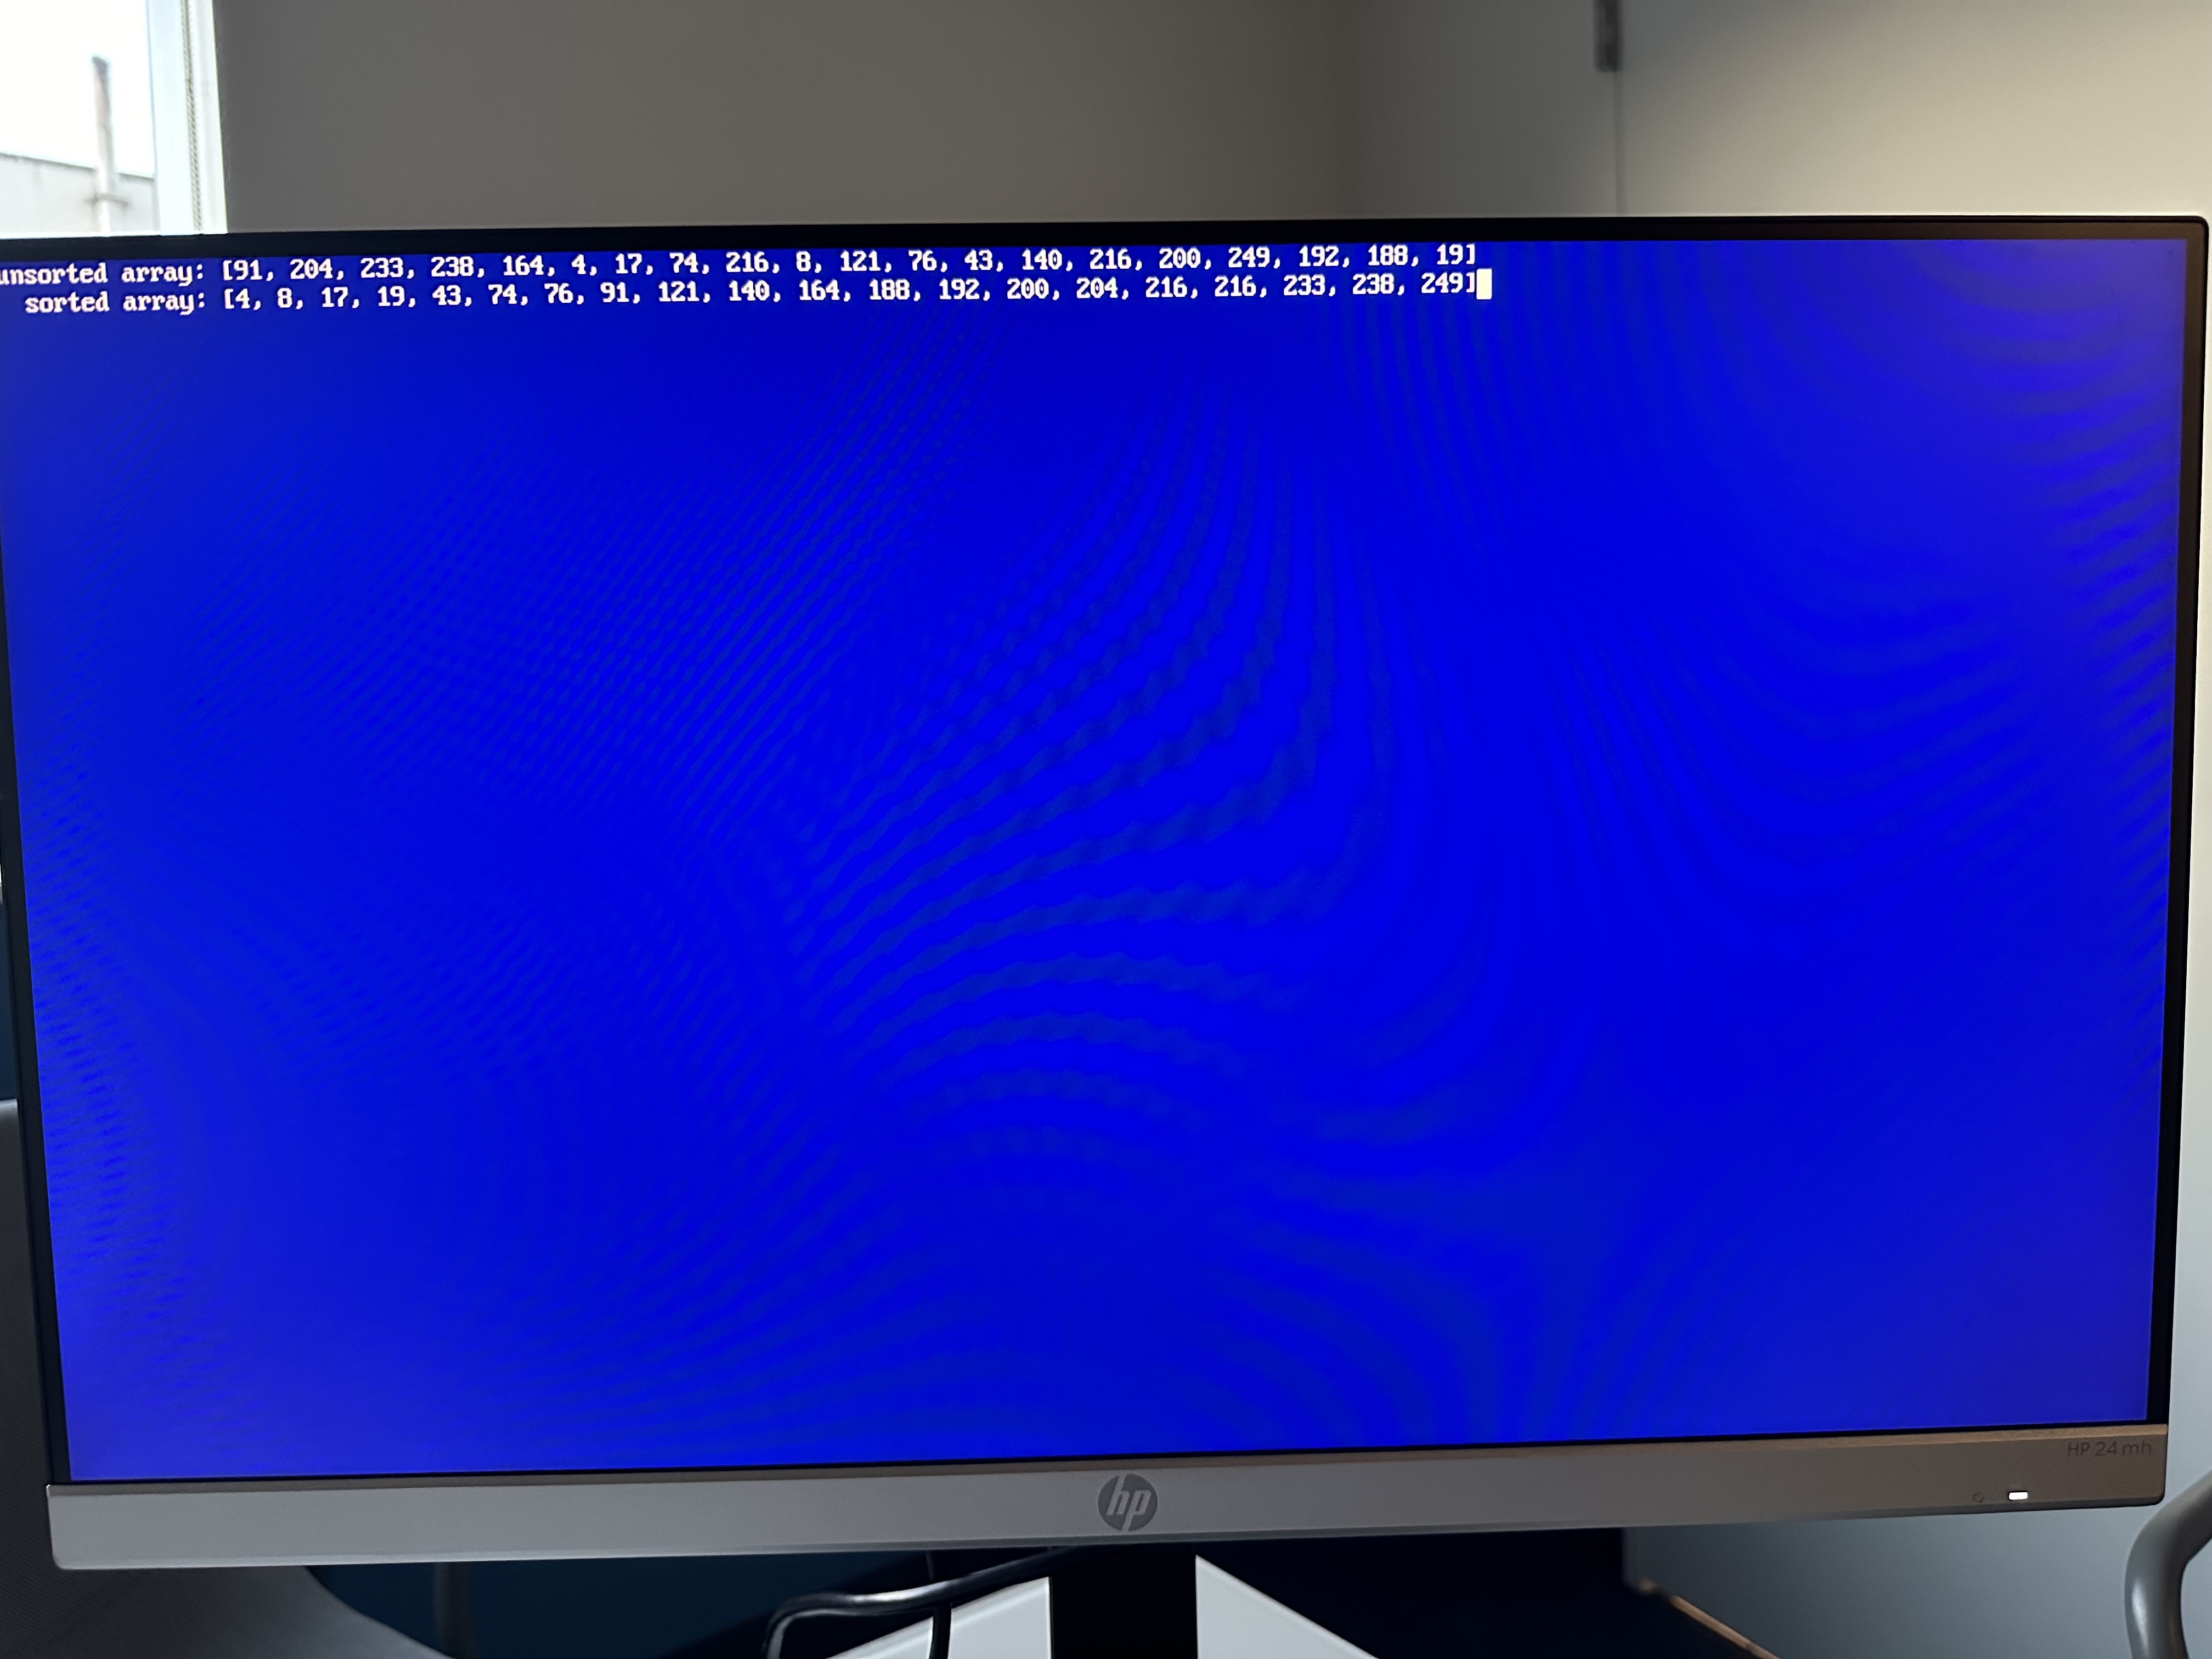 unsorted array: [91, 204, 233, 238, 164, 4, 17, 74, 216, 8, 121, 76, 43, 140, 216, 200, 249, 192, 188, 19]
sorted array: [4, 8, 17, 19, 43, 74, 76, 91, 121, 140, 164, 188, 192, 200, 204, 216, 216, 233, 238, 249]
HP 24mh
hp